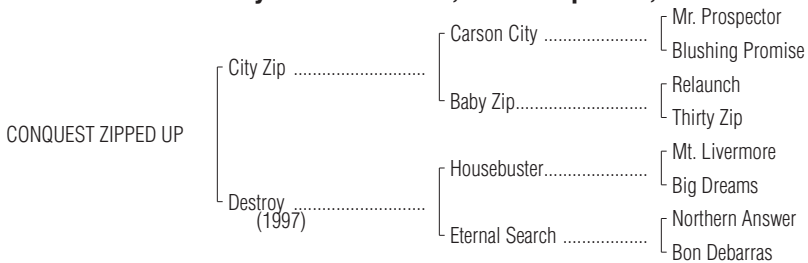 Mr. Prospector
Carson City ......................
Blushing Promise
City Zip ............................
Relaunch
Baby Zip............................
Thirty Zip
CONQUEST ZIPPED UP
Mt. Livermore
Housebuster......................
Big Dreams
Destroy ............................
(1997)
Northern Answer
Eternal Search ..................
Bon Debarras